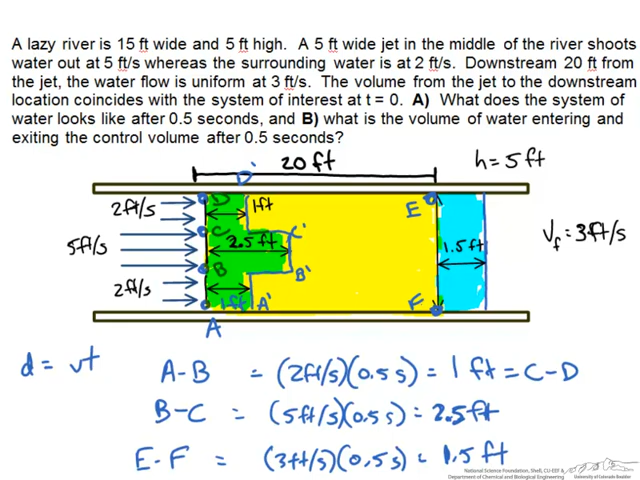 A lazy river is 15 ft wide and 5 ft high. A 5 ft wide jet in the middle of the river shoots
water out at 5 ft/s whereas the surrounding water is at 2 ft/s. Downstream 20 ft from
the jet, the water flow is uniform at 3 ft/s. The volume from the jet to the downstream
location coincides with the system of interest at t = 0. A) What does the system of
water looks like after 0.5 seconds, and B) what is the volume of water entering and
exiting the control volume after 0.5 seconds?
20 ft
h = 5 ft
D'
2 ft/s
D
1 ft
E
C
C'
5 ft/s
2.5 ft
1.5 ft
Vf = 3 ft/s
B
B'
2 ft/s
1 ft
A'
F
A
d = vt
A-B = (2ft/s)(0.5 s) = 1 ft = C-D
B-C = (5ft/s)(0.5 s) = 2.5 ft
E-F = (3ft/s)(0.5 s) = 1.5 ft
National Science Foundation, Shell, CU-EEF &
Department of Chemical and Biological Engineering
University of Colorado Boulder